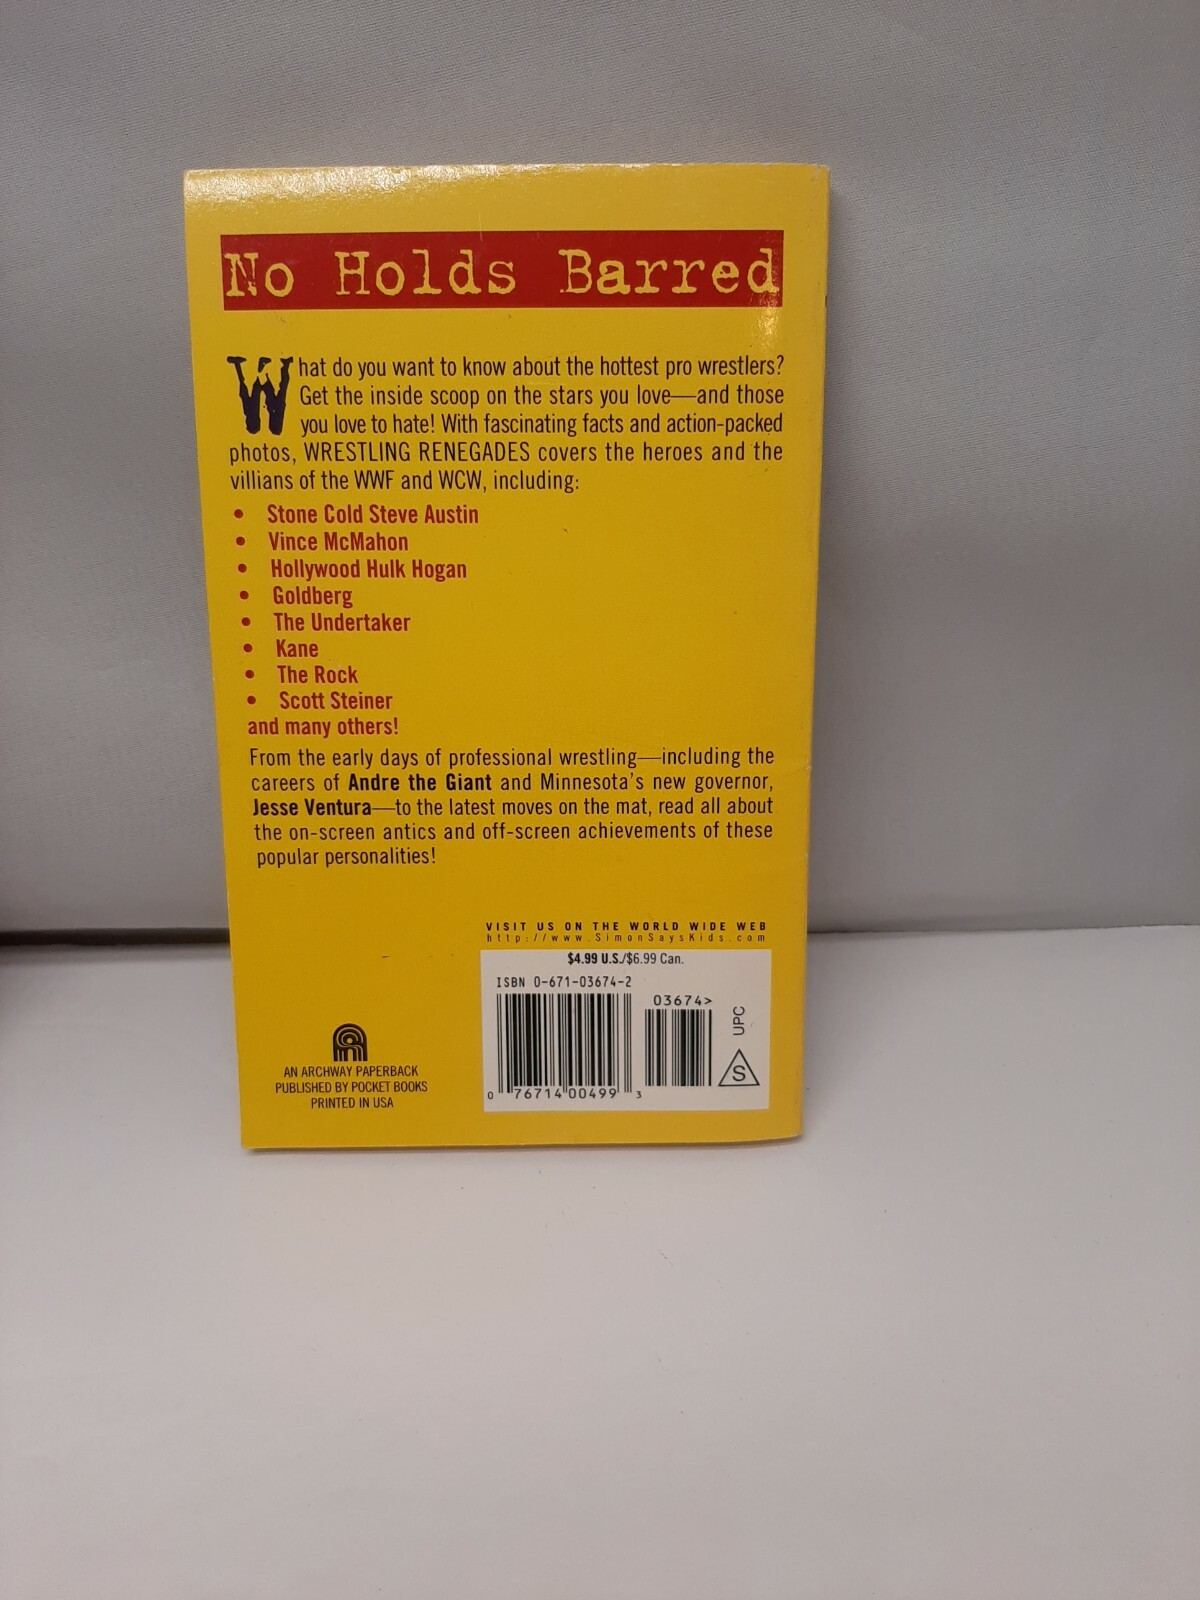 No Holds Barred
What do you want to know about the hottest pro wrestlers?
Get the inside scoop on the stars you love—and those
you love to hate! With fascinating facts and action-packed
photos, WRESTLING RENEGADES covers the heroes and the
villians of the WWF and WCW, including:
• Stone Cold Steve Austin
• Vince McMahon
• Hollywood Hulk Hogan
• Goldberg
• The Undertaker
• Kane
• The Rock
• Scott Steiner
and many others!
From the early days of professional wrestling—including the
careers of Andre the Giant and Minnesota's new governor,
Jesse Ventura—to the latest moves on the mat, read all about
the on-screen antics and off-screen achievements of these
popular personalities!
VISIT US ON THE WORLD WIDE WEB
http://www.SimonSaysKids.com
$4.99 U.S./$6.99 Can.
ISBN 0-671-03674-2
03674>
UPC
S
0 76714 00499 3
AN ARCHWAY PAPERBACK
PUBLISHED BY POCKET BOOKS
PRINTED IN USA